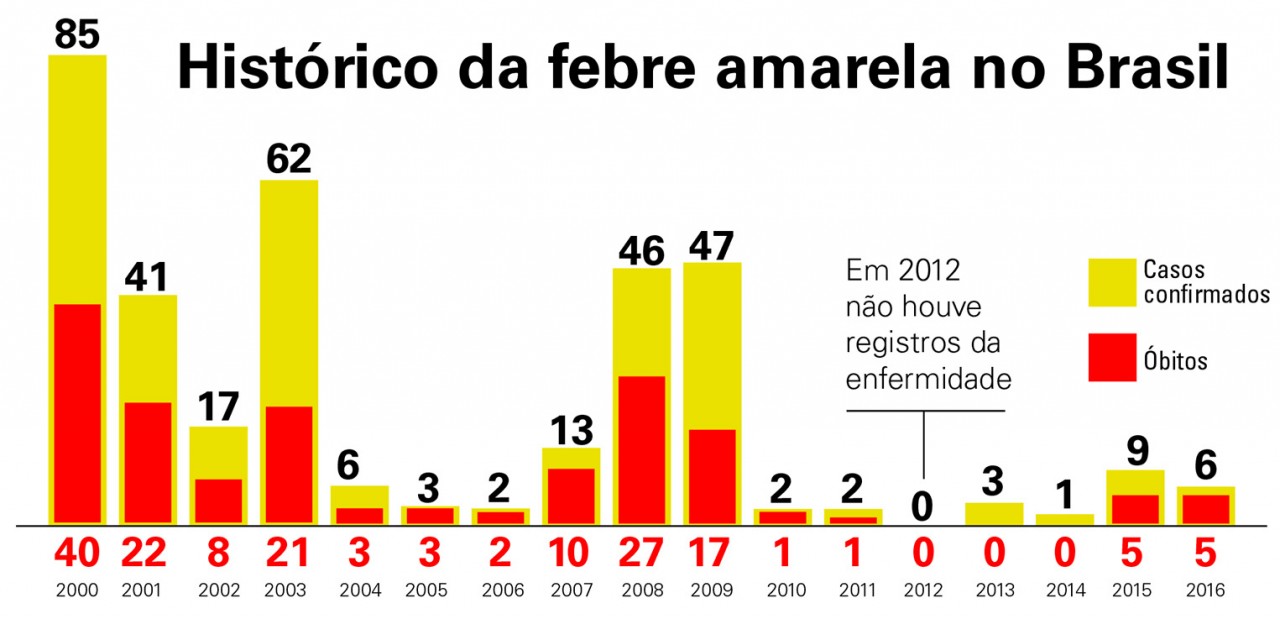 Histórico da febre amarela no Brasil
85
41
17
62
6
3
2
13
46
47
2
2
0
3
1
9
6
Em 2012
não houve
registros da
enfermidade
Casos
confirmados
Óbitos
40 22 8 21 3 3 2 10 27 17 1 1 0 0 0 5 5
2000 2001 2002 2003 2004 2005 2006 2007 2008 2009 2010 2011 2012 2013 2014 2015 2016